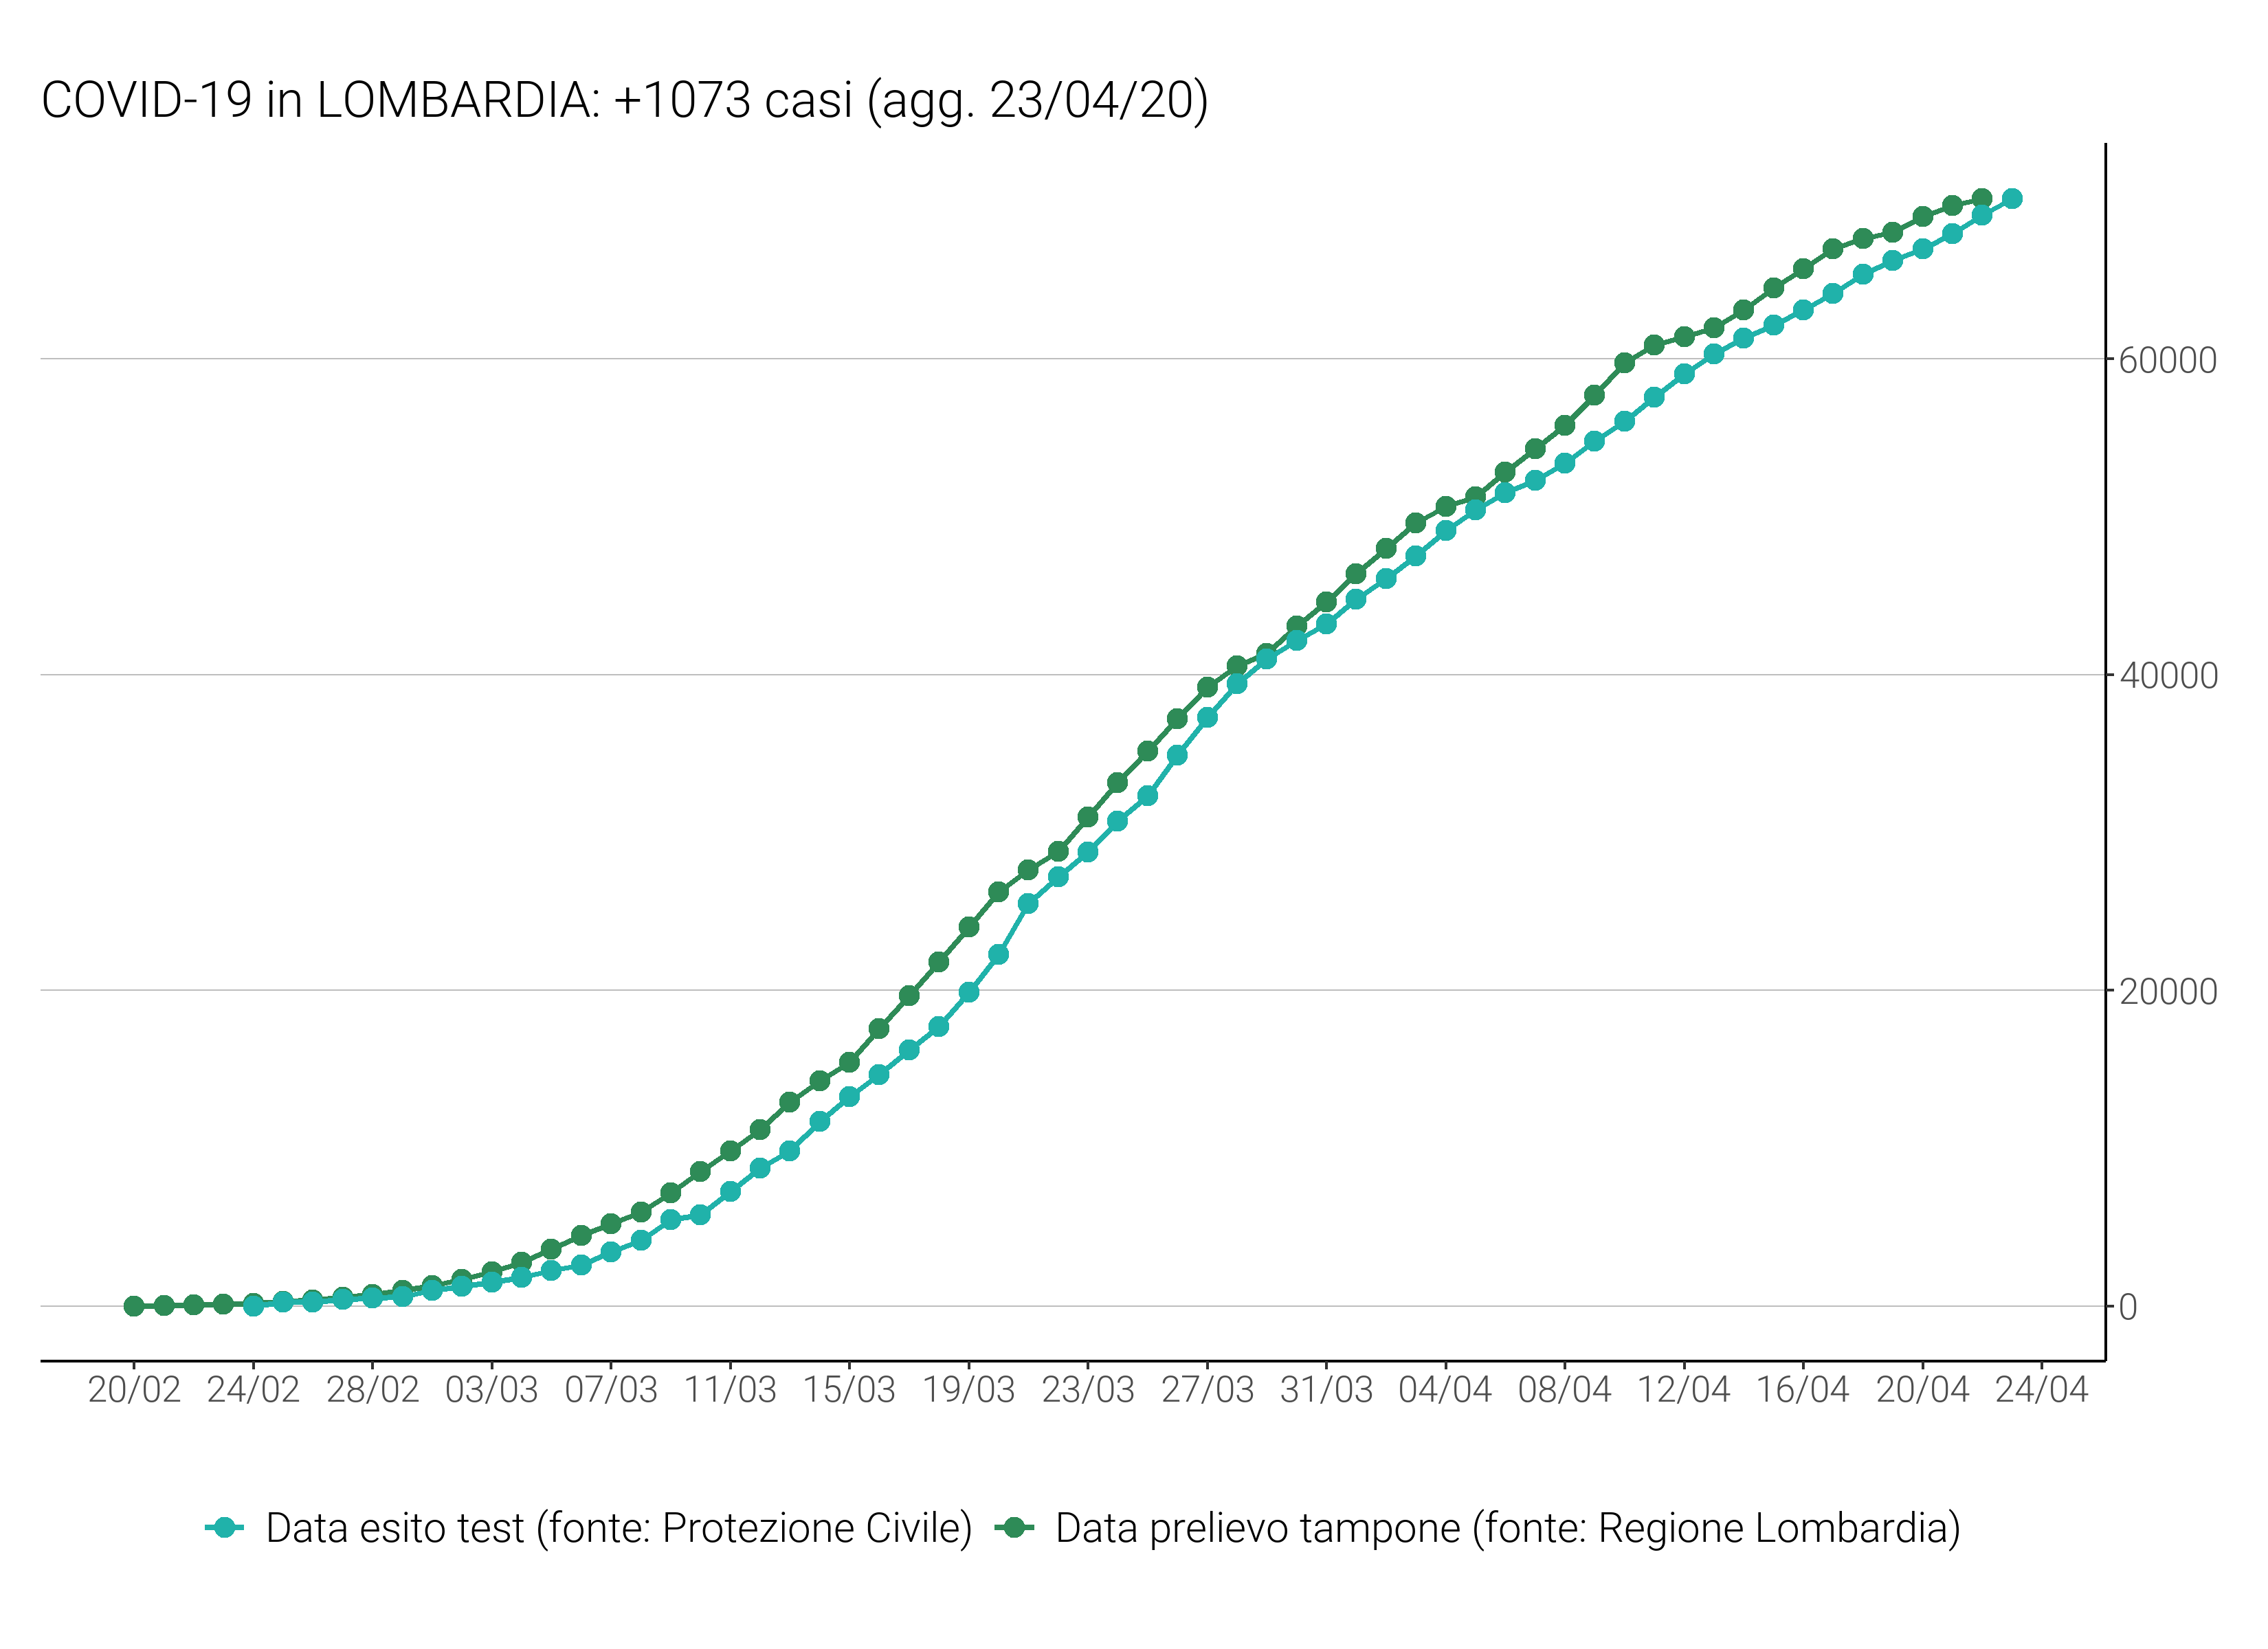 COVID-19 in LOMBARDIA: +1073 casi (agg. 23/04/20)
60000
40000
20000
0
20/02 24/02 28/02 03/03 07/03 11/03 15/03 19/03 23/03 27/03 31/03 04/04 08/04 12/04 16/04 20/04 24/04
Data esito test (fonte: Protezione Civile) Data prelievo tampone (fonte: Regione Lombardia)